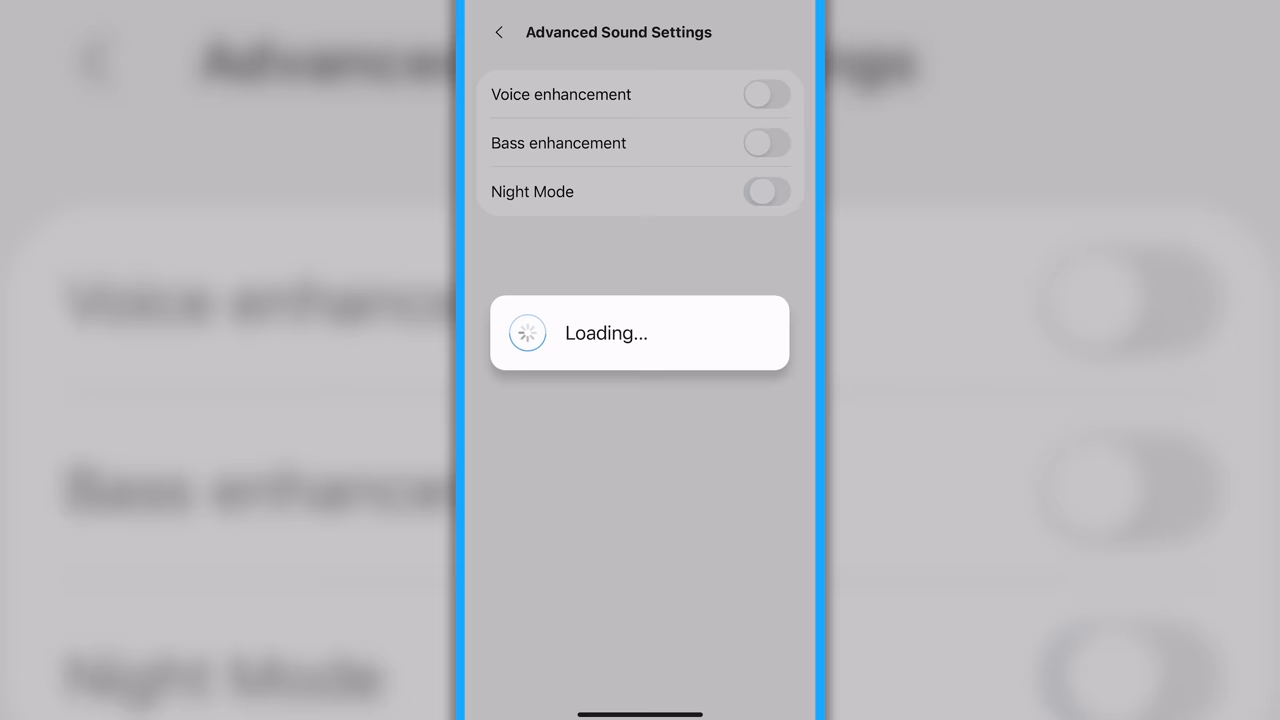 Advanced Sound Settings
Voice enhancement
Bass enhancement
Night Mode
Loading...